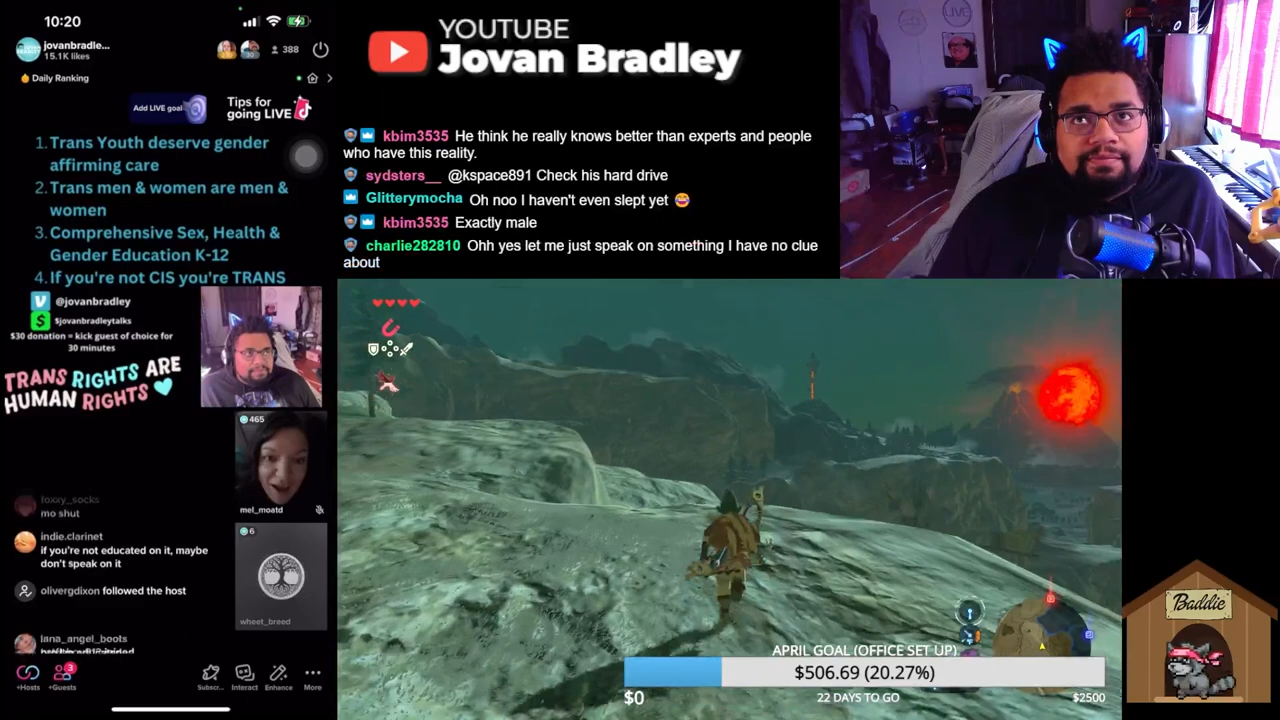 10:20
jovanbradle...
15.1K likes
30
388
Daily Ranking
Add LIVE goal
Tips for
going LIVE
1. Trans Youth deserve gender
affirming care
2. Trans men & women are men &
women
3. Comprehensive Sex, Health &
Gender Education K-12
4. If you're not CIS you're TRANS
@jovanbradley
$jovanbradleytalks
$30 donation = kick guest of choice for
30 minutes
TRANS RIGHTS ARE
HUMAN RIGHTS
465
mel_moatd
foxxy_socks
mo shut
indie.clarinet
if you're not educated on it, maybe
don't speak on it
olivergdixon followed the host
lana_angel_boots
6
wheet_breed
+Hosts
3
+Guests
Subscr...
Interact
Enhance
More
YOUTUBE
Jovan Bradley
kbim3535 He think he really knows better than experts and people
who have this reality.
sydsters__ @kspace891 Check his hard drive
Glitterymocha Oh noo I haven't even slept yet 😂
kbim3535 Exactly male
charlie282810 Ohh yes let me just speak on something I have no clue
about
LIVE
APRIL GOAL (OFFICE SET UP)
$506.69 (20.27%)
$0
22 DAYS TO GO
$2500
Baddie